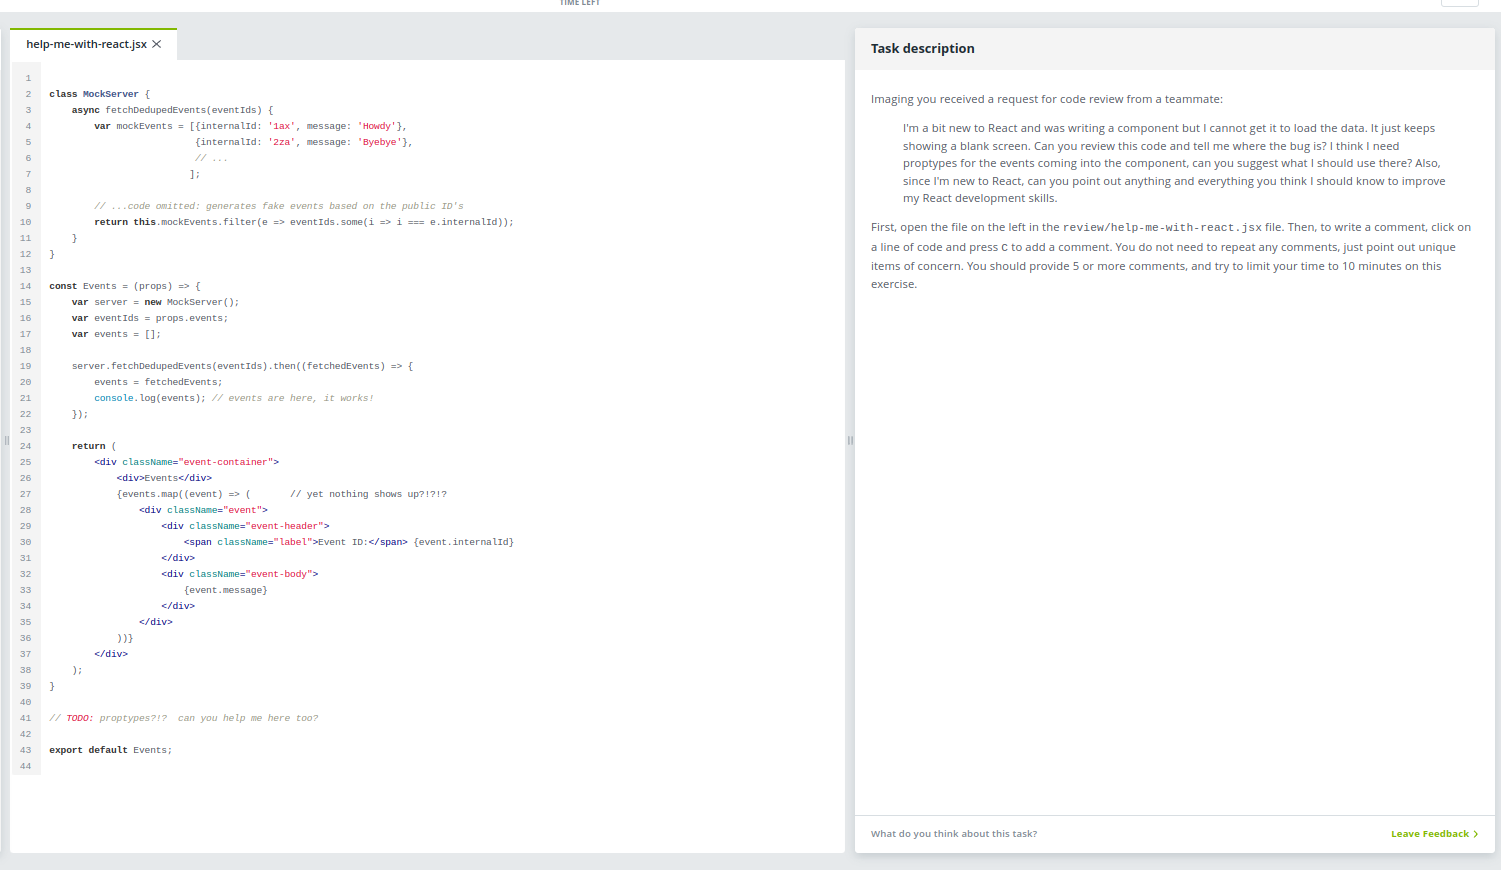 TIME LEFT
help-me-with-react.jsx
1
2 class MockServer {
3 async fetchDedupedEvents(eventIds) {
4 var mockEvents = [{internalId: '1ax', message: 'Howdy'},
5 {internalId: '2za', message: 'Byebye'},
6 // ...
7 ];
8
9 // ...code omitted: generates fake events based on the public ID's
10 return this.mockEvents.filter(e => eventIds.some(i => i === e.internalId));
11 }
12 }
13
14 const Events = (props) => {
15 var server = new MockServer();
16 var eventIds = props.events;
17 var events = [];
18
19 server.fetchDedupedEvents(eventIds).then((fetchedEvents) => {
20 events = fetchedEvents;
21 console.log(events); // events are here, it works!
22 });
23
24 return (
25 <div className="event-container">
26 <div>Events</div>
27 {events.map((event) => ( // yet nothing shows up?!?!?
28 <div className="event">
29 <div className="event-header">
30 <span className="label">Event ID:</span> {event.internalId}
31 </div>
32 <div className="event-body">
33 {event.message}
34 </div>
35 </div>
36 ))}
37 </div>
38 );
39 }
40
41 // TODO: proptypes?!? can you help me here too?
42
43 export default Events;
44
Task description
Imaging you received a request for code review from a teammate:
I'm a bit new to React and was writing a component but I cannot get it to load the data. It just keeps
showing a blank screen. Can you review this code and tell me where the bug is? I think I need
proptypes for the events coming into the component, can you suggest what I should use there? Also,
since I'm new to React, can you point out anything and everything you think I should know to improve
my React development skills.
First, open the file on the left in the review/help-me-with-react.jsx file. Then, to write a comment, click on
a line of code and press C to add a comment. You do not need to repeat any comments, just point out unique
items of concern. You should provide 5 or more comments, and try to limit your time to 10 minutes on this
exercise.
What do you think about this task?
Leave Feedback